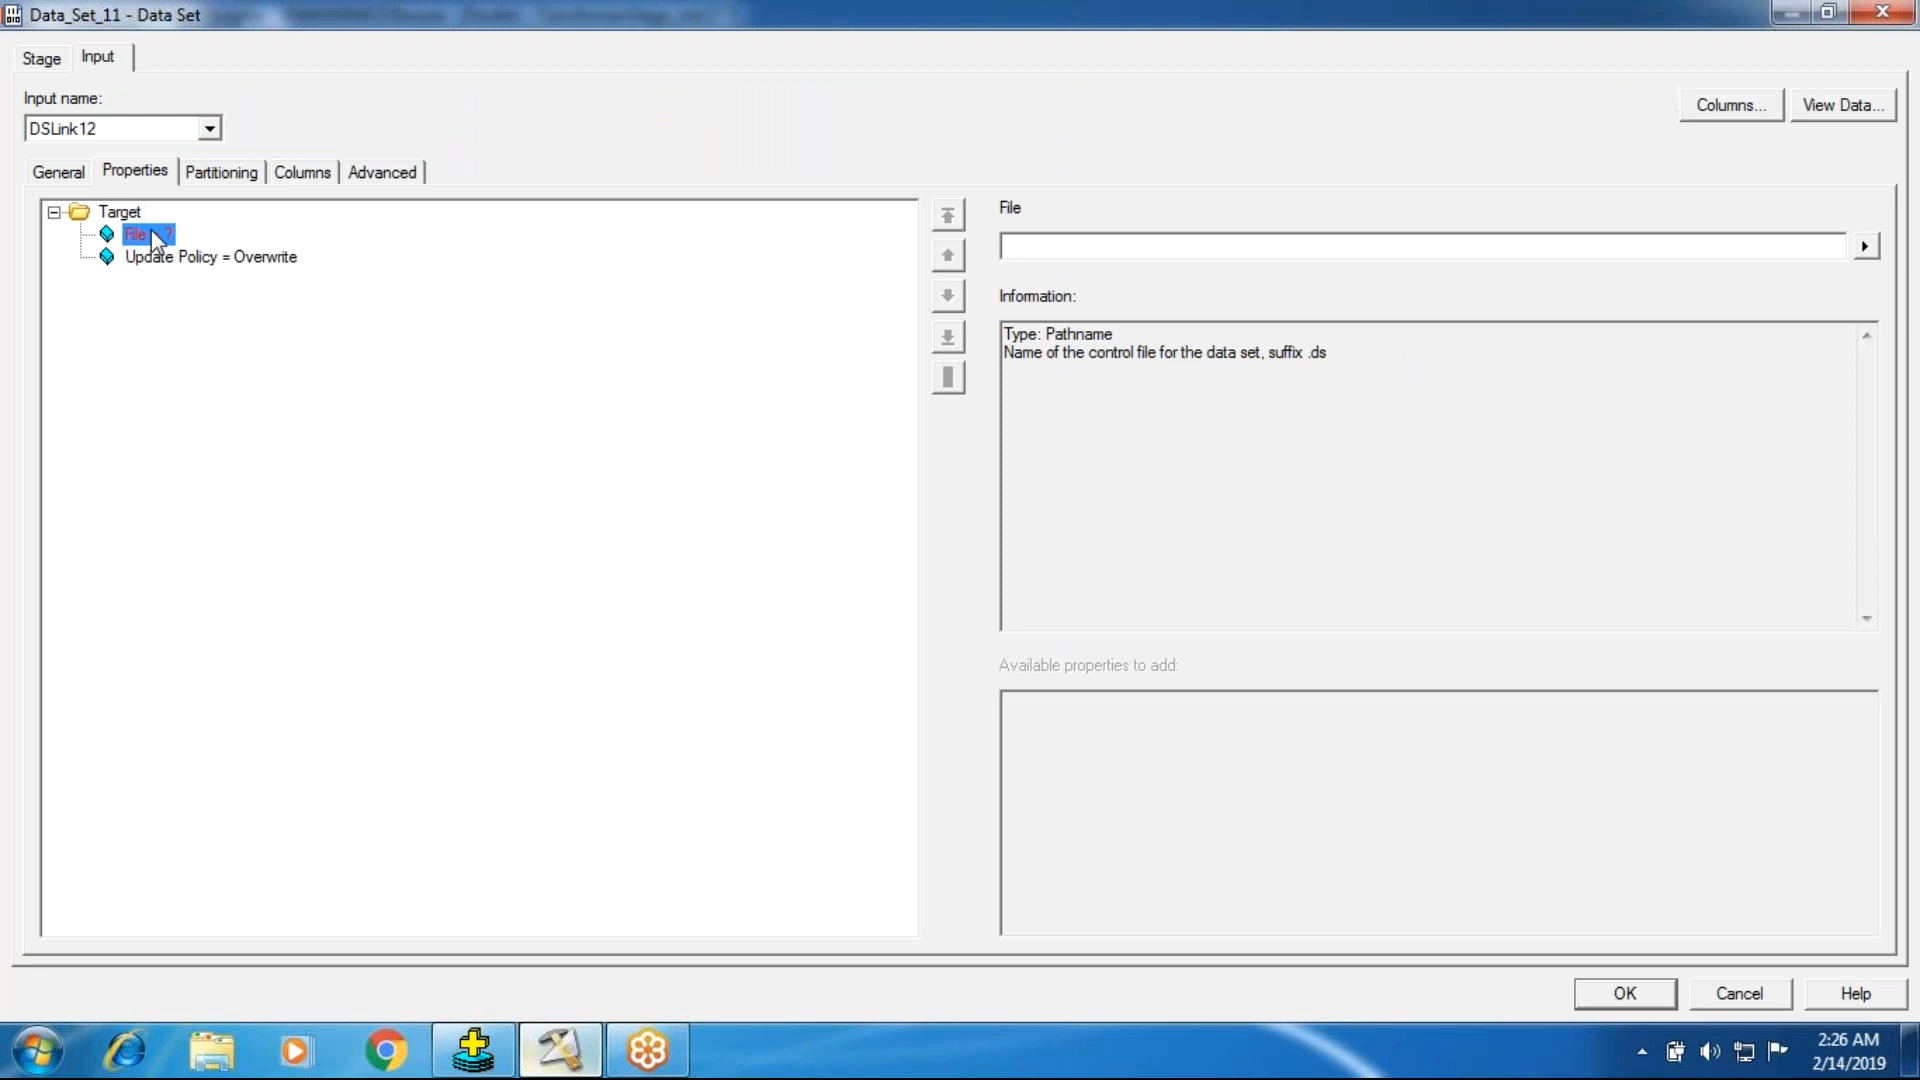 Data_Set_11 - Data Set
Stage
Input
Input name:
DSLink12
Columns...
View Data...
General
Properties
Partitioning
Columns
Advanced
Target
File
?
Update Policy = Overwrite
File
Information:
Type: Pathname
Name of the control file for the data set, suffix .ds
Available properties to add:
OK
Cancel
Help
2:26 AM
2/14/2019